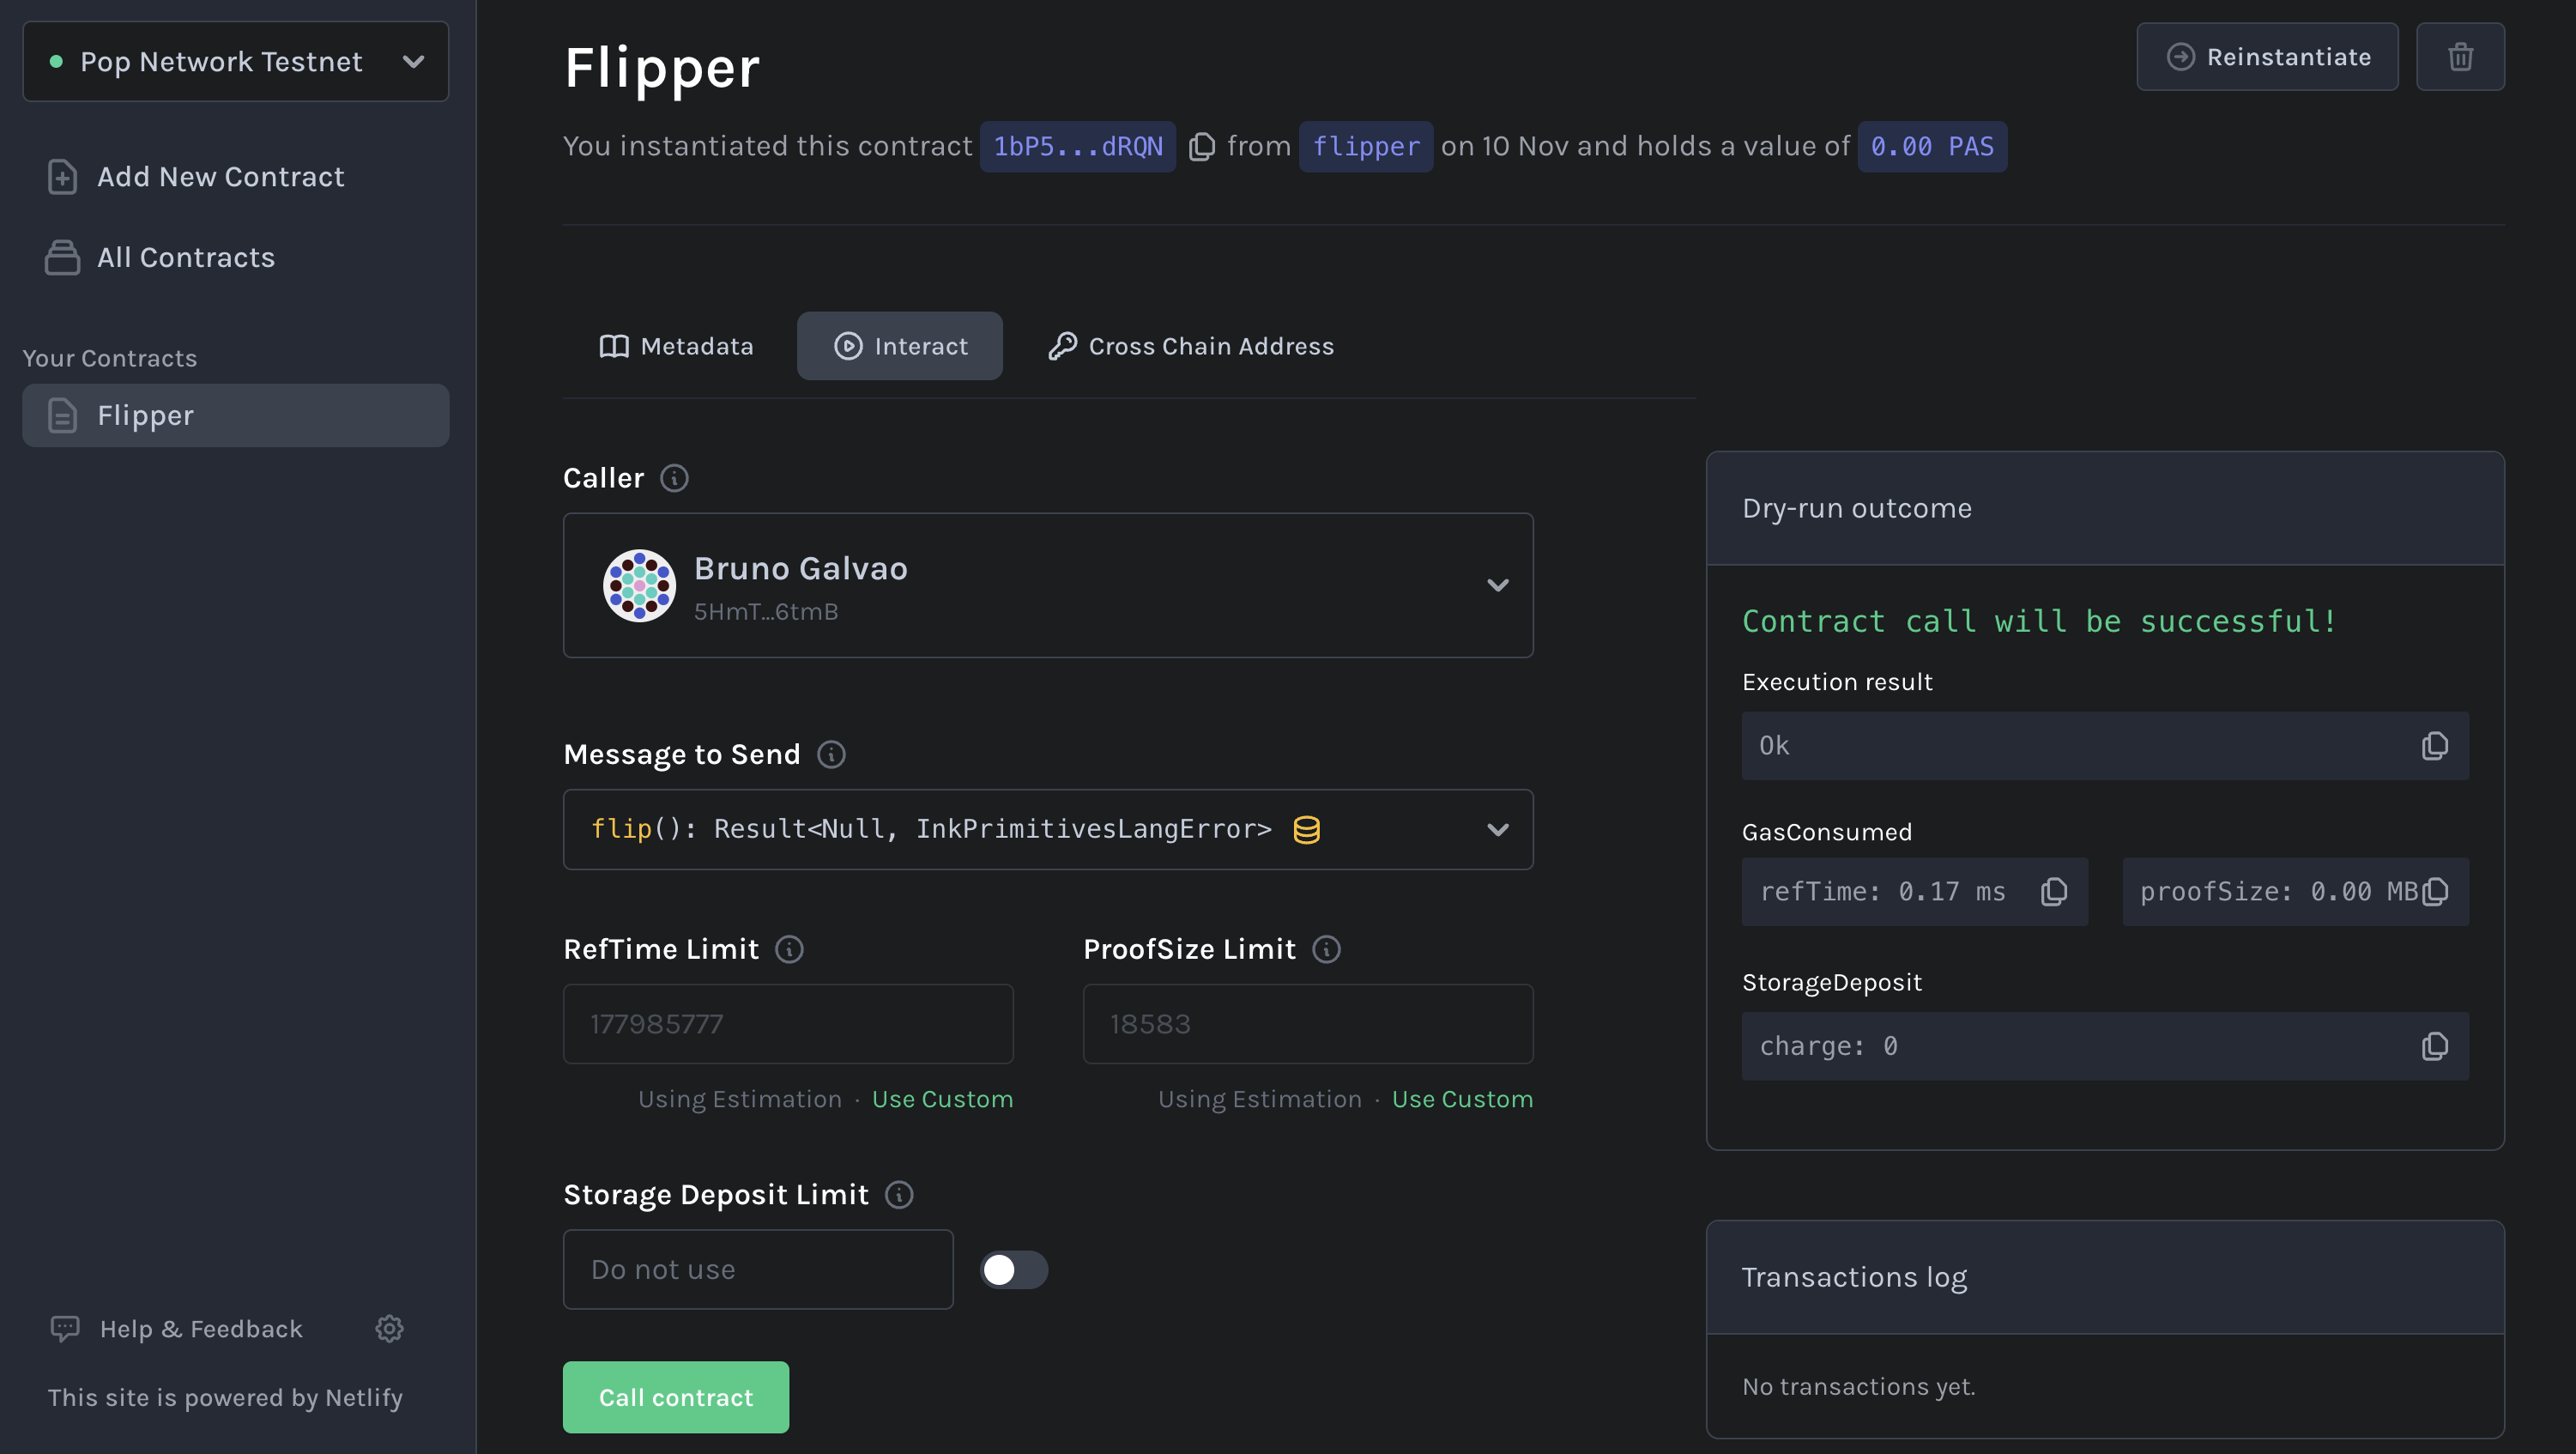 Pop Network Testnet
Add New Contract
All Contracts
Your Contracts
Flipper
Help & Feedback
This site is powered by Netlify
Flipper
Reinstantiate
You instantiated this contract 1bP5...dRQN from flipper on 10 Nov and holds a value of 0.00 PAS
Metadata
Interact
Cross Chain Address
Caller
Bruno Galvao
5HmT...6tmB
Message to Send
flip(): Result<Null, InkPrimitivesLangError>
RefTime Limit
177985777
Using Estimation · Use Custom
ProofSize Limit
18583
Using Estimation · Use Custom
Storage Deposit Limit
Do not use
Call contract
Dry-run outcome
Contract call will be successful!
Execution result
Ok
GasConsumed
refTime: 0.17 ms
proofSize: 0.00 MB
StorageDeposit
charge: 0
Transactions log
No transactions yet.